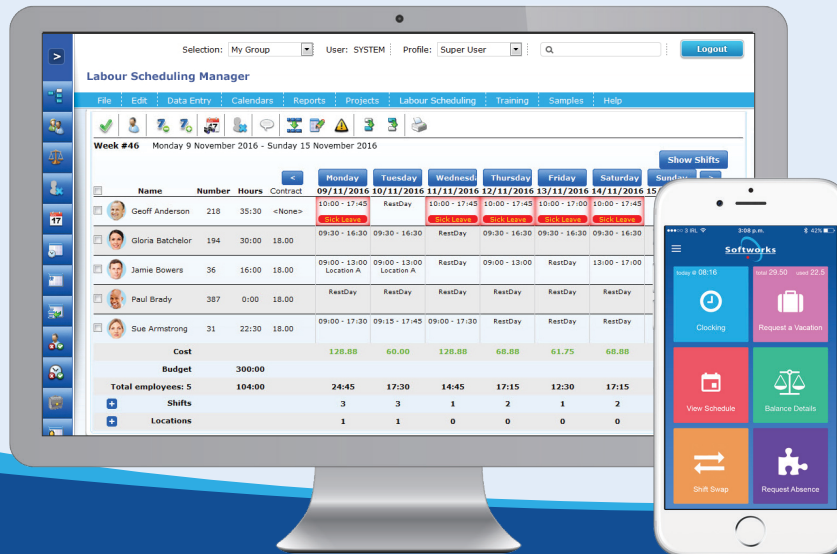 Selection: My Group User: SYSTEM Profile: Super User Logout
Labour Scheduling Manager
File Edit Data Entry Calendars Reports Projects Labour Scheduling Training Samples Help
Week #46 Monday 9 November 2016 - Sunday 15 November 2016
Show Shifts
< Monday Tuesday Wednesd Thursday Friday Saturday Sunday >
Name Number Hours Contract 09/11/2016 10/11/2016 11/11/2016 12/11/2016 13/11/2016 14/11/2016 15
Geoff Anderson 218 35:30 <None> 10:00 - 17:45 RestDay 10:00 - 17:45 10:00 - 17:45 10:00 - 17:00 10:00 - 17:45
Sick Leave Sick Leave Sick Leave Sick Leave Sick Leave
Gloria Batchelor 194 30:00 18.00 09:30 - 16:30 09:30 - 16:30 RestDay 09:30 - 16:30 09:30 - 16:30 09:30 - 16:30
Jamie Bowers 36 16:00 18.00 09:00 - 13:00 09:00 - 13:00 RestDay 09:00 - 13:00 RestDay 13:00 - 17:00
Location A Location A
Paul Brady 387 0:00 18.00 RestDay RestDay RestDay RestDay RestDay RestDay
Sue Armstrong 31 22:30 18.00 09:00 - 17:30 09:15 - 17:45 09:00 - 17:30 RestDay RestDay RestDay
Cost 128.88 60.00 128.88 68.88 61.75 68.88
Budget 300:00
Total employees: 5 104:00 24:45 17:30 14:45 17:15 12:30 17:15
Shifts 3 3 1 2 1 2
Locations 1 1 0 0 0 0
17
3:08 p.m. 42%
Softworks
today @ 08:16 total 29.50 used 22.5
Clocking Request a Vacation
View Schedule Balance Details
Shift Swap Request Absence